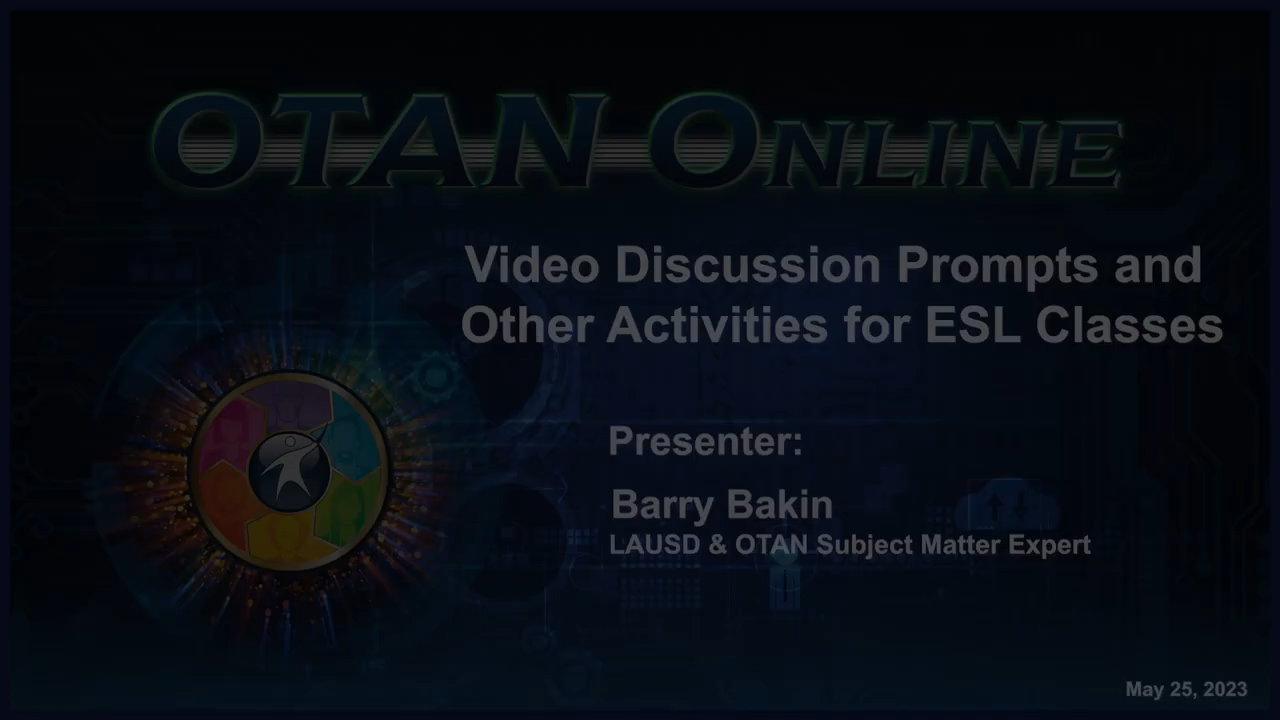 OTAN ONLINE
Video Discussion Prompts and
Other Activities for ESL Classes
Presenter:
Barry Bakin
LAUSD & OTAN Subject Matter Expert
May 25, 2023